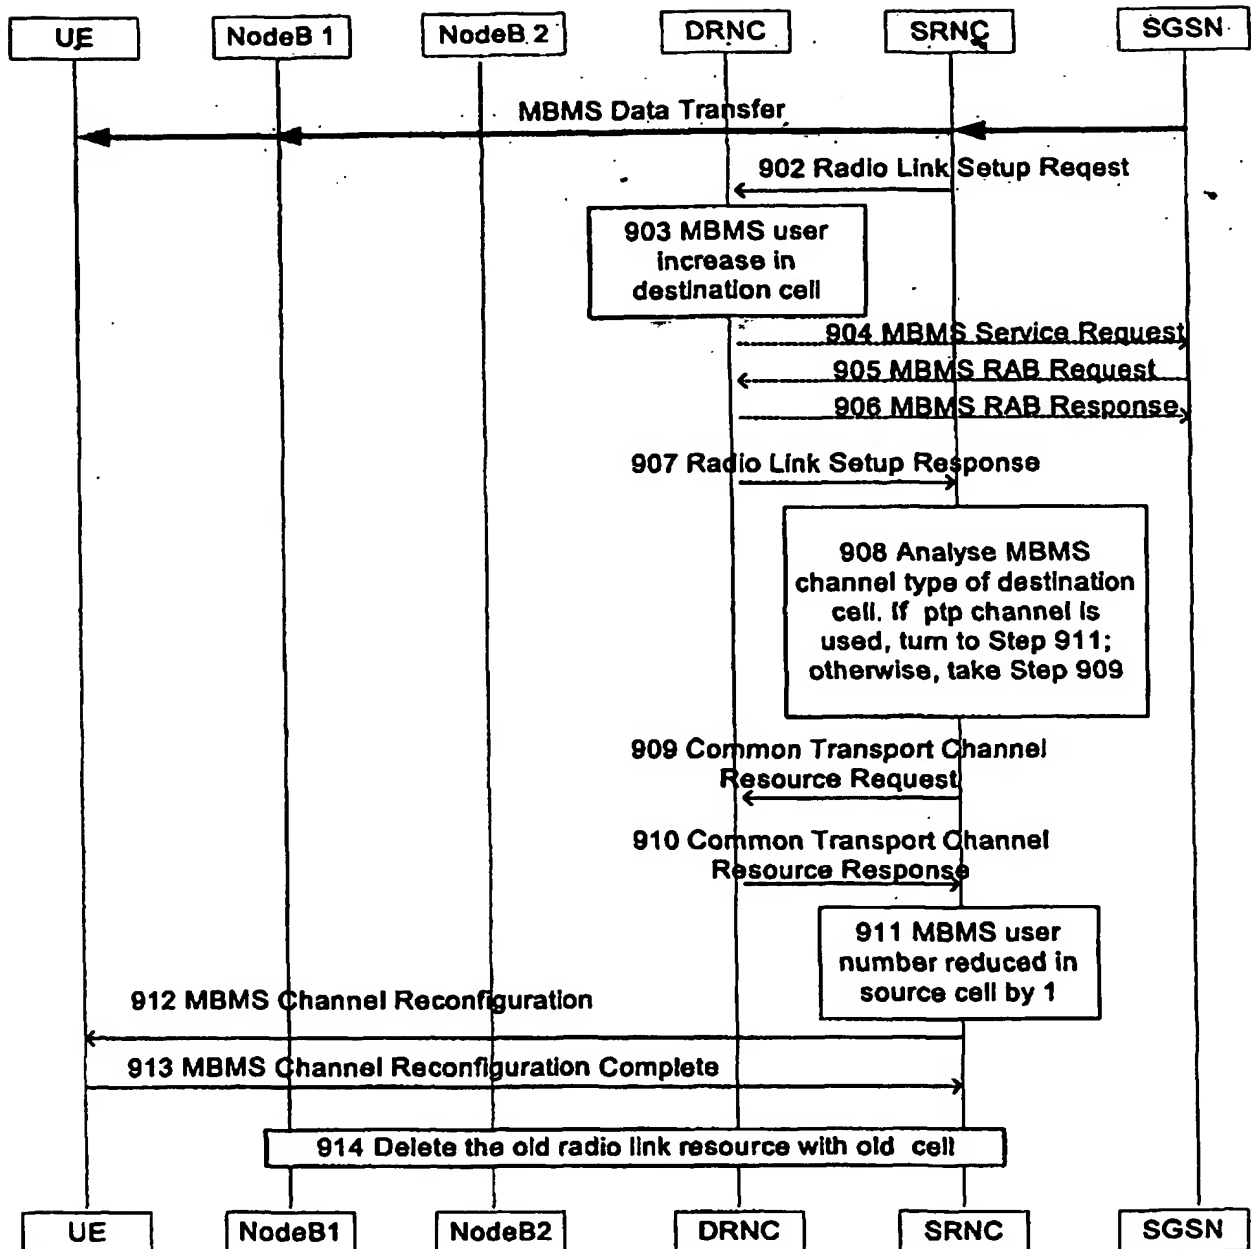 UE NodeB 1 NodeB 2 DRNC SRNC SGSN
MBMS Data Transfer
902 Radio Link Setup Reqest
903 MBMS user
increase in
destination cell
904 MBMS Service Request
905 MBMS RAB Request
906 MBMS RAB Response
907 Radio Link Setup Response
908 Analyse MBMS
channel type of destination
cell. If ptp channel is
used, turn to Step 911;
otherwise, take Step 909
909 Common Transport Channel
Resource Request
910 Common Transport Channel
Resource Response
911 MBMS user
number reduced in
source cell by 1
912 MBMS Channel Reconfiguration
913 MBMS Channel Reconfiguration Complete
914 Delete the old radio link resource with old cell
UE NodeB1 NodeB2 DRNC SRNC SGSN